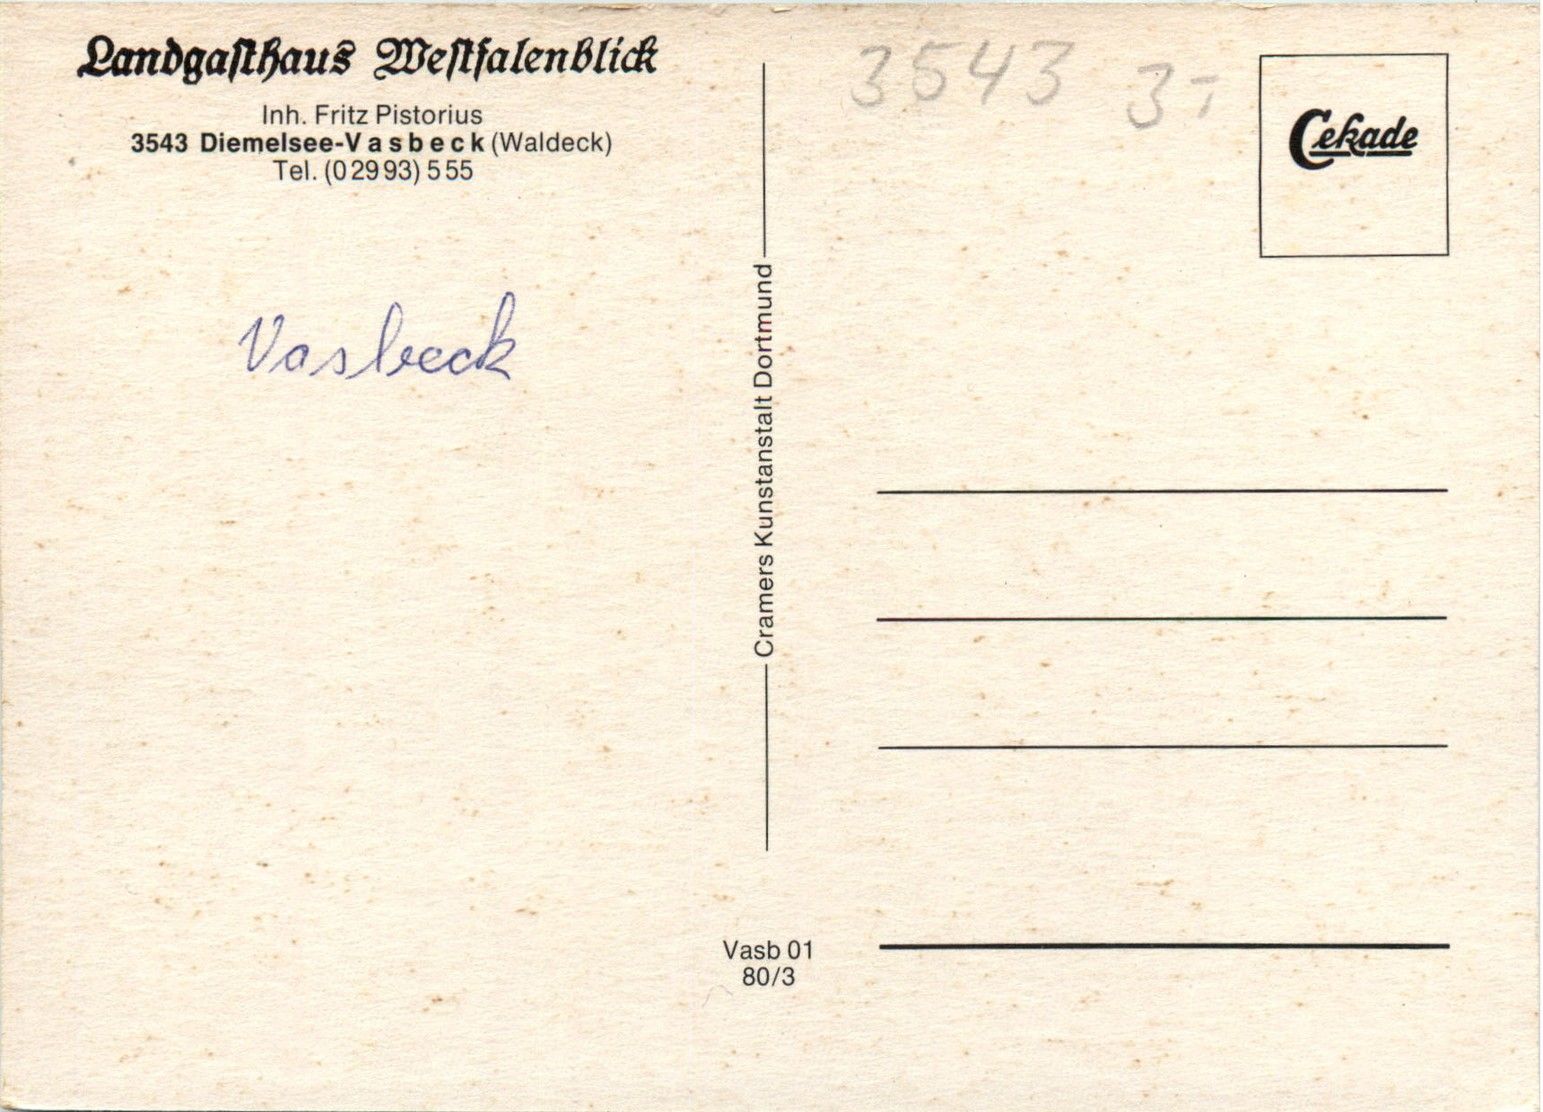 Landgasthaus Westfalenblick
Inh. Fritz Pistorius
3543 Diemelsee-Vasbeck (Waldeck)
Tel. (02993) 555
Vasbeck
Cramers Kunstanstalt Dortmund
Vasb 01
80/3
3543 3,-
Cekade